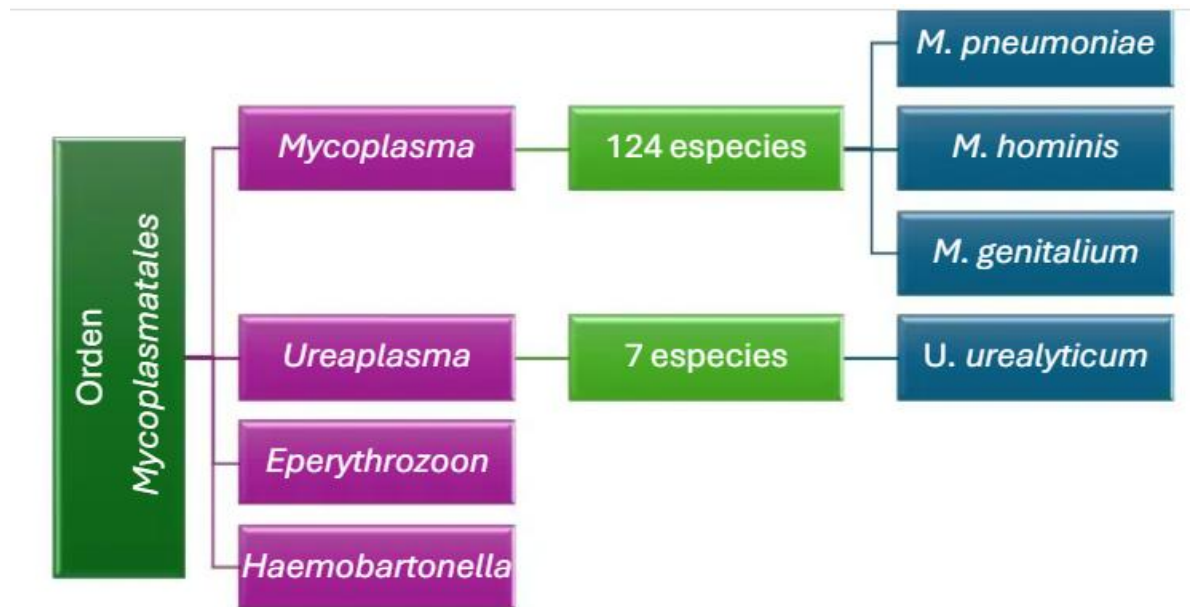 Orden
Mycoplasmatales
Mycoplasma
124 especies
M. pneumoniae
M. hominis
M. genitalium
Ureaplasma
7 especies
U. urealyticum
Eperythrozoon
Haemobartonella